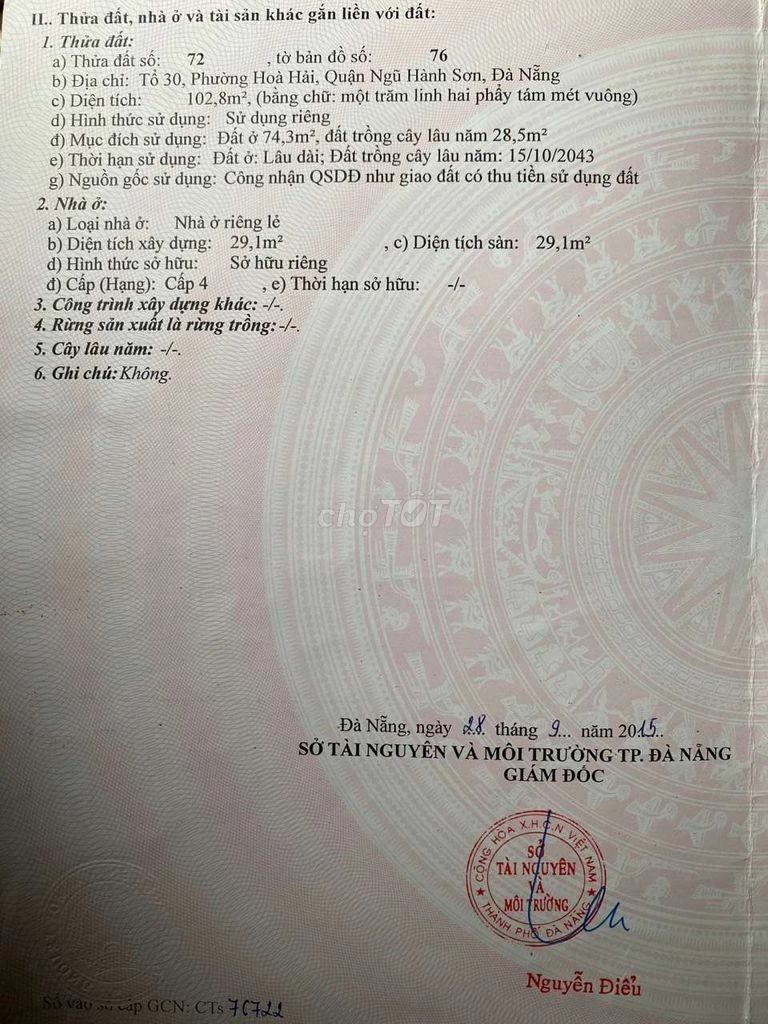 II.. Thửa đất, nhà ở và tài sản khác gắn liền với đất:
1. Thửa đất:
a) Thửa đất số: 72 , tờ bản đồ số: 76
b) Địa chỉ: Tổ 30, Phường Hoà Hải, Quận Ngũ Hành Sơn, Đà Nẵng
c) Diện tích: 102,8m², (bằng chữ: một trăm linh hai phẩy tám mét vuông)
d) Hình thức sử dụng: Sử dụng riêng
đ) Mục đích sử dụng: Đất ở 74,3m², đất trồng cây lâu năm 28,5m²
e) Thời hạn sử dụng: Đất ở: Lâu dài; Đất trồng cây lâu năm: 15/10/2043
g) Nguồn gốc sử dụng: Công nhận QSDĐ như giao đất có thu tiền sử dụng đất
2. Nhà ở:
a) Loại nhà ở: Nhà ở riêng lẻ
b) Diện tích xây dựng: 29,1m² , c) Diện tích sàn: 29,1m²
d) Hình thức sở hữu: Sở hữu riêng
đ) Cấp (Hạng): Cấp 4 , e) Thời hạn sở hữu: -/-
3. Công trình xây dựng khác: -/-.
4. Rừng sản xuất là rừng trồng: -/-.
5. Cây lâu năm: -/-.
6. Ghi chú: Không.
chợTỐT
Đà Nẵng, ngày 28 tháng 9... năm 2015..
SỞ TÀI NGUYÊN VÀ MÔI TRƯỜNG TP. ĐÀ NẴNG
GIÁM ĐỐC
CỘNG HÒA X.H.C.N VIỆT NAM
SỞ
TÀI NGUYÊN
VÀ
MÔI TRƯỜNG
THÀNH PHỐ ĐÀ NẴNG
Nguyễn Điểu
Số vào sổ cấp GCN: CTs 76722